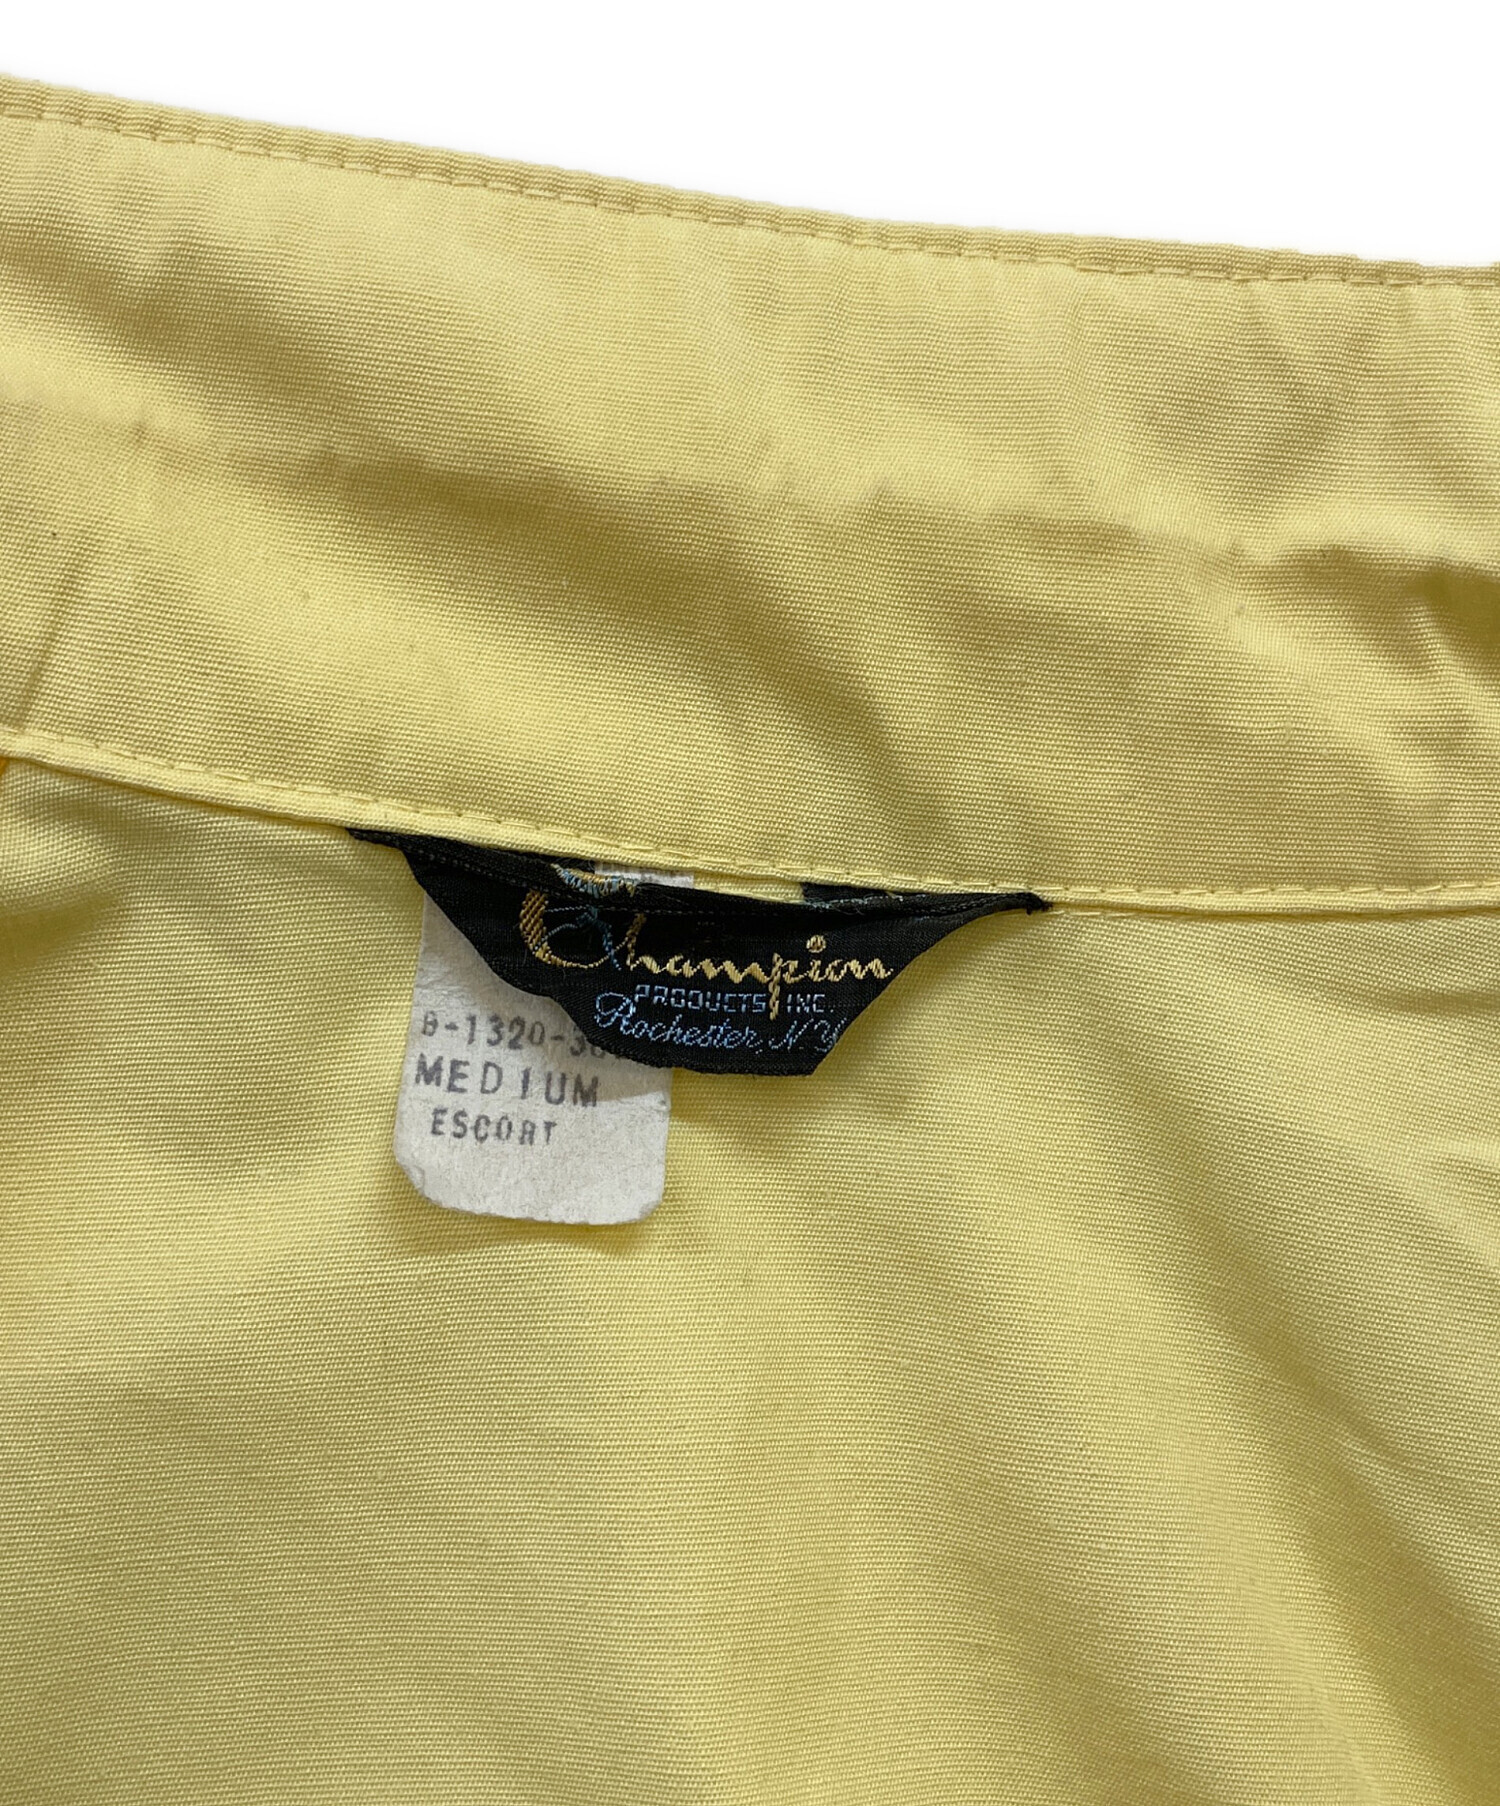 Champion
PRODUCTS, INC.
Rochester, N.Y.
MEDIUM
ESCORT